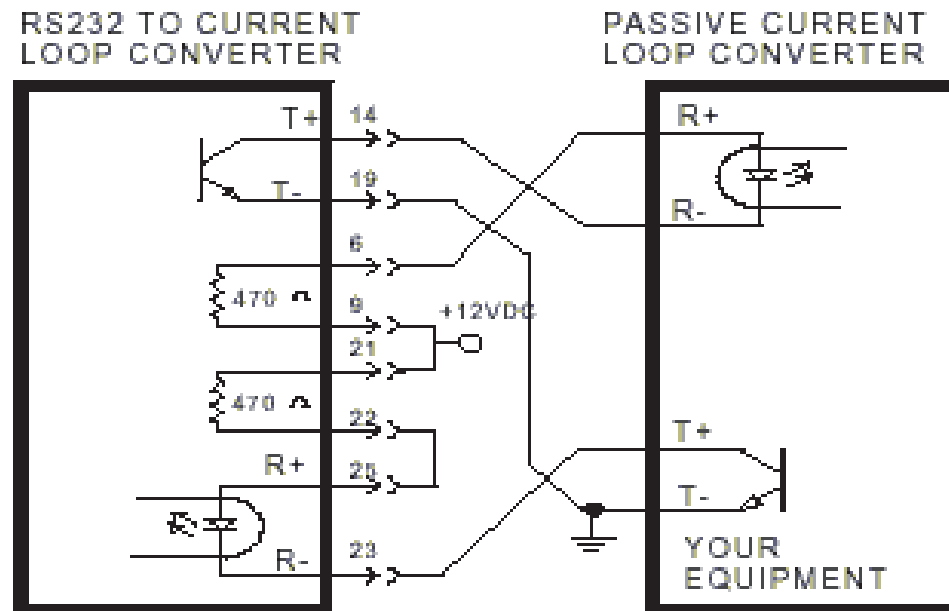 RS232 TO CURRENT
LOOP CONVERTER
PASSIVE CURRENT
LOOP CONVERTER
T+
14
T-
19
6
470 Ω
9
+12VDC
21
470 Ω
22
R+
25
R-
23
R+
R-
T+
T-
YOUR
EQUIPMENT